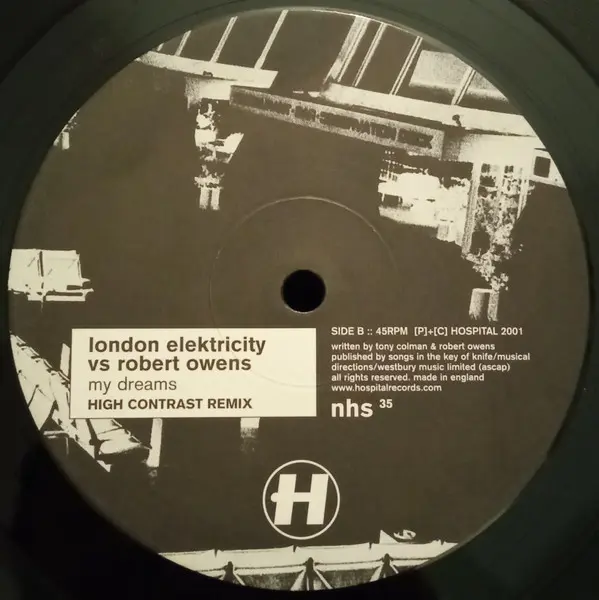 london elektricity
vs robert owens
my dreams
HIGH CONTRAST REMIX
SIDE B :: 45RPM [P]+[C] HOSPITAL 2001
written by tony colman & robert owens
published by songs in the key of knife/musical
directions/westbury music limited (ascap)
all rights reserved. made in england
www.hospitalrecords.com
nhs 35
H